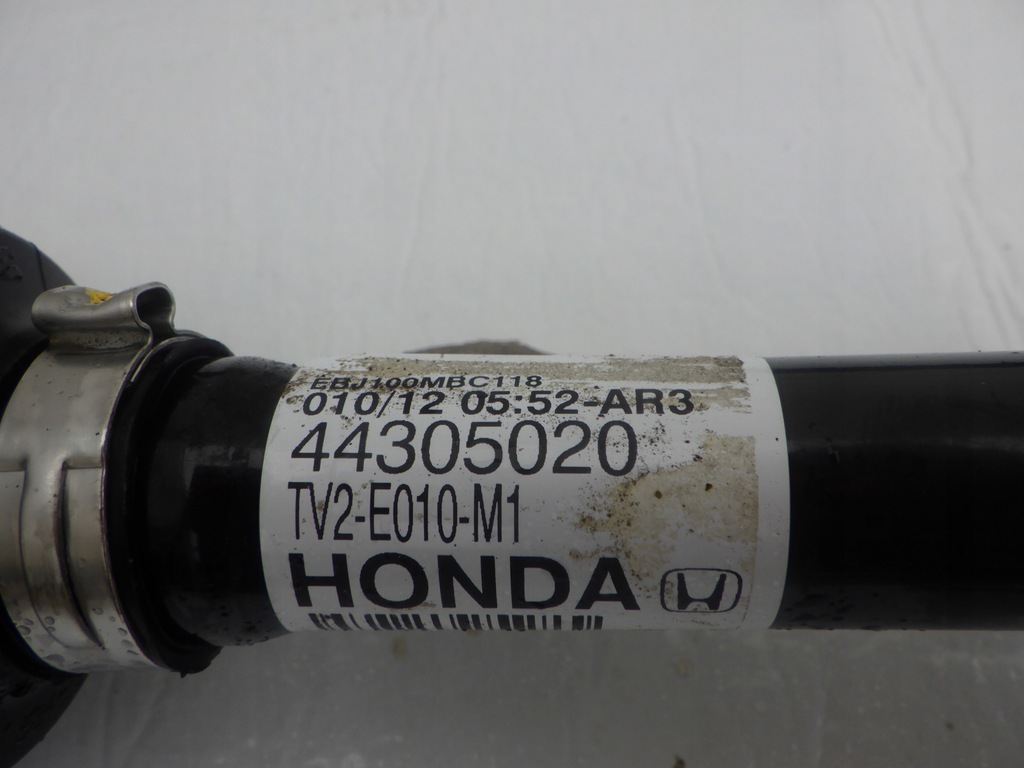 EBJ100MBC118
010/12 05:52-AR3
44305020
TV2-E010-M1
HONDA